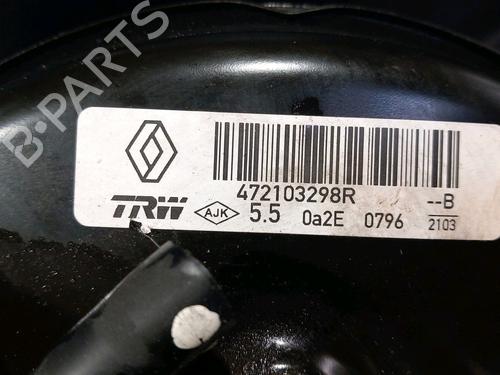 B-PARTS
472103298R --B
TRW AJK 5.5 0a2E 0796 2103